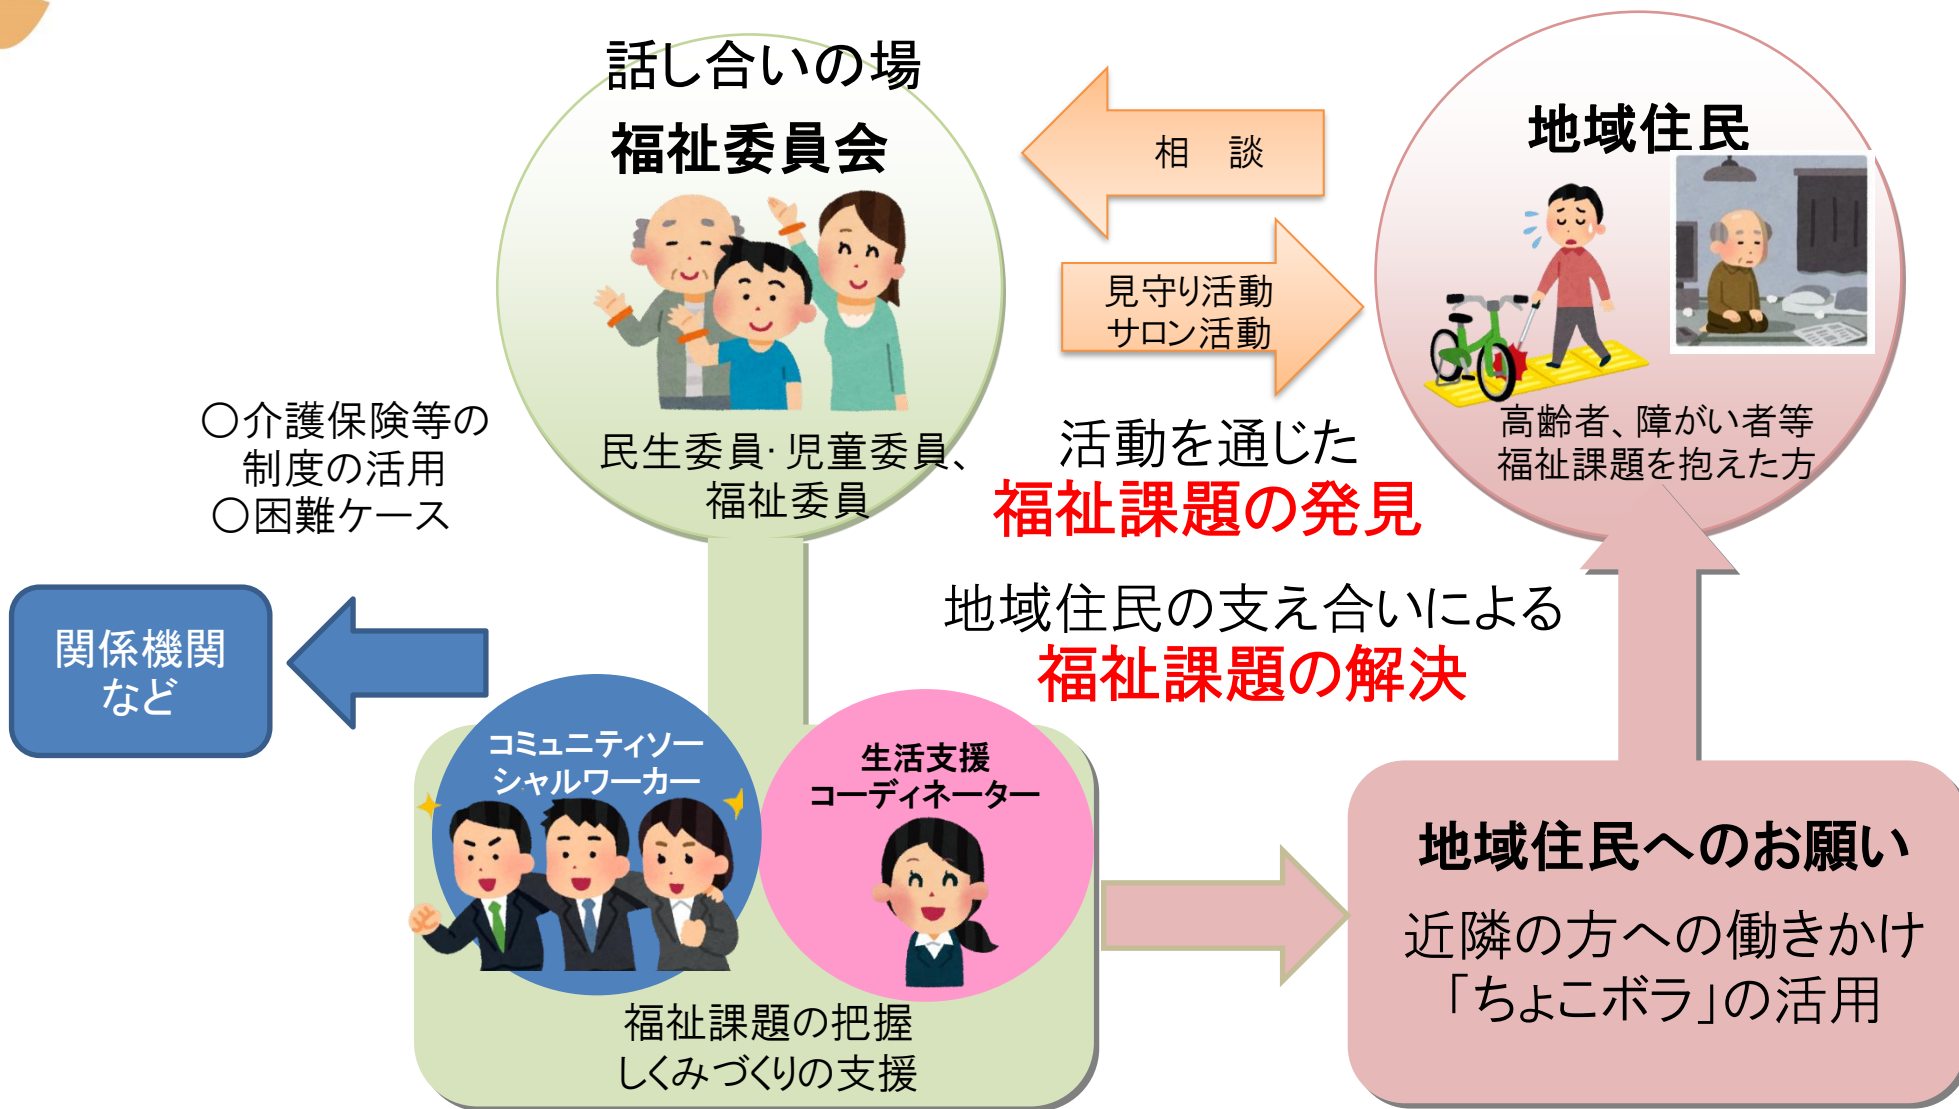 話し合いの場
福祉委員会
民生委員・児童委員、
福祉委員
相　談
見守り活動
サロン活動
地域住民
高齢者、障がい者等
福祉課題を抱えた方
活動を通じた
福祉課題の発見
地域住民の支え合いによる
福祉課題の解決
〇介護保険等の
制度の活用
〇困難ケース
関係機関
など
コミュニティソー
シャルワーカー
生活支援
コーディネーター
福祉課題の把握
しくみづくりの支援
地域住民へのお願い
近隣の方への働きかけ
「ちょこボラ」の活用